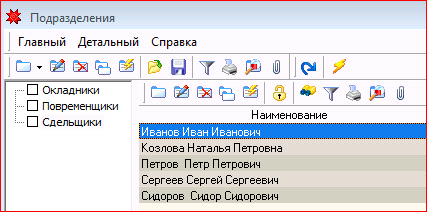 Подразделения
Главный Детальный Справка
Окладники
Повременщики
Сдельщики
Наименование
Иванов Иван Иванович
Козлова Наталья Петровна
Петров  Петр Петрович
Сергеев Сергей Сергеевич
Сидоров  Сидор Сидорович